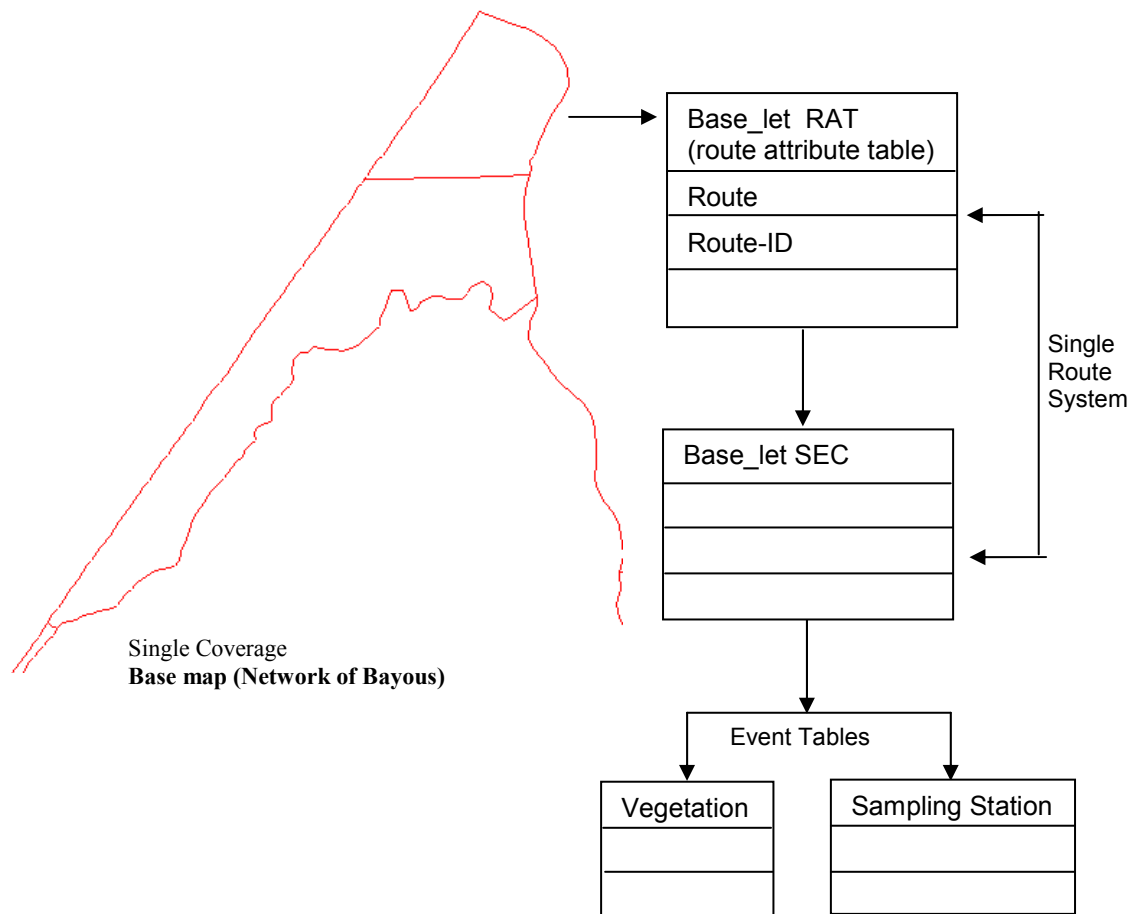 Base_let RAT
(route attribute table)
Route
Route-ID
Single
Route
System
Base_let SEC
Single Coverage
Base map (Network of Bayous)
Event Tables
Vegetation
Sampling Station